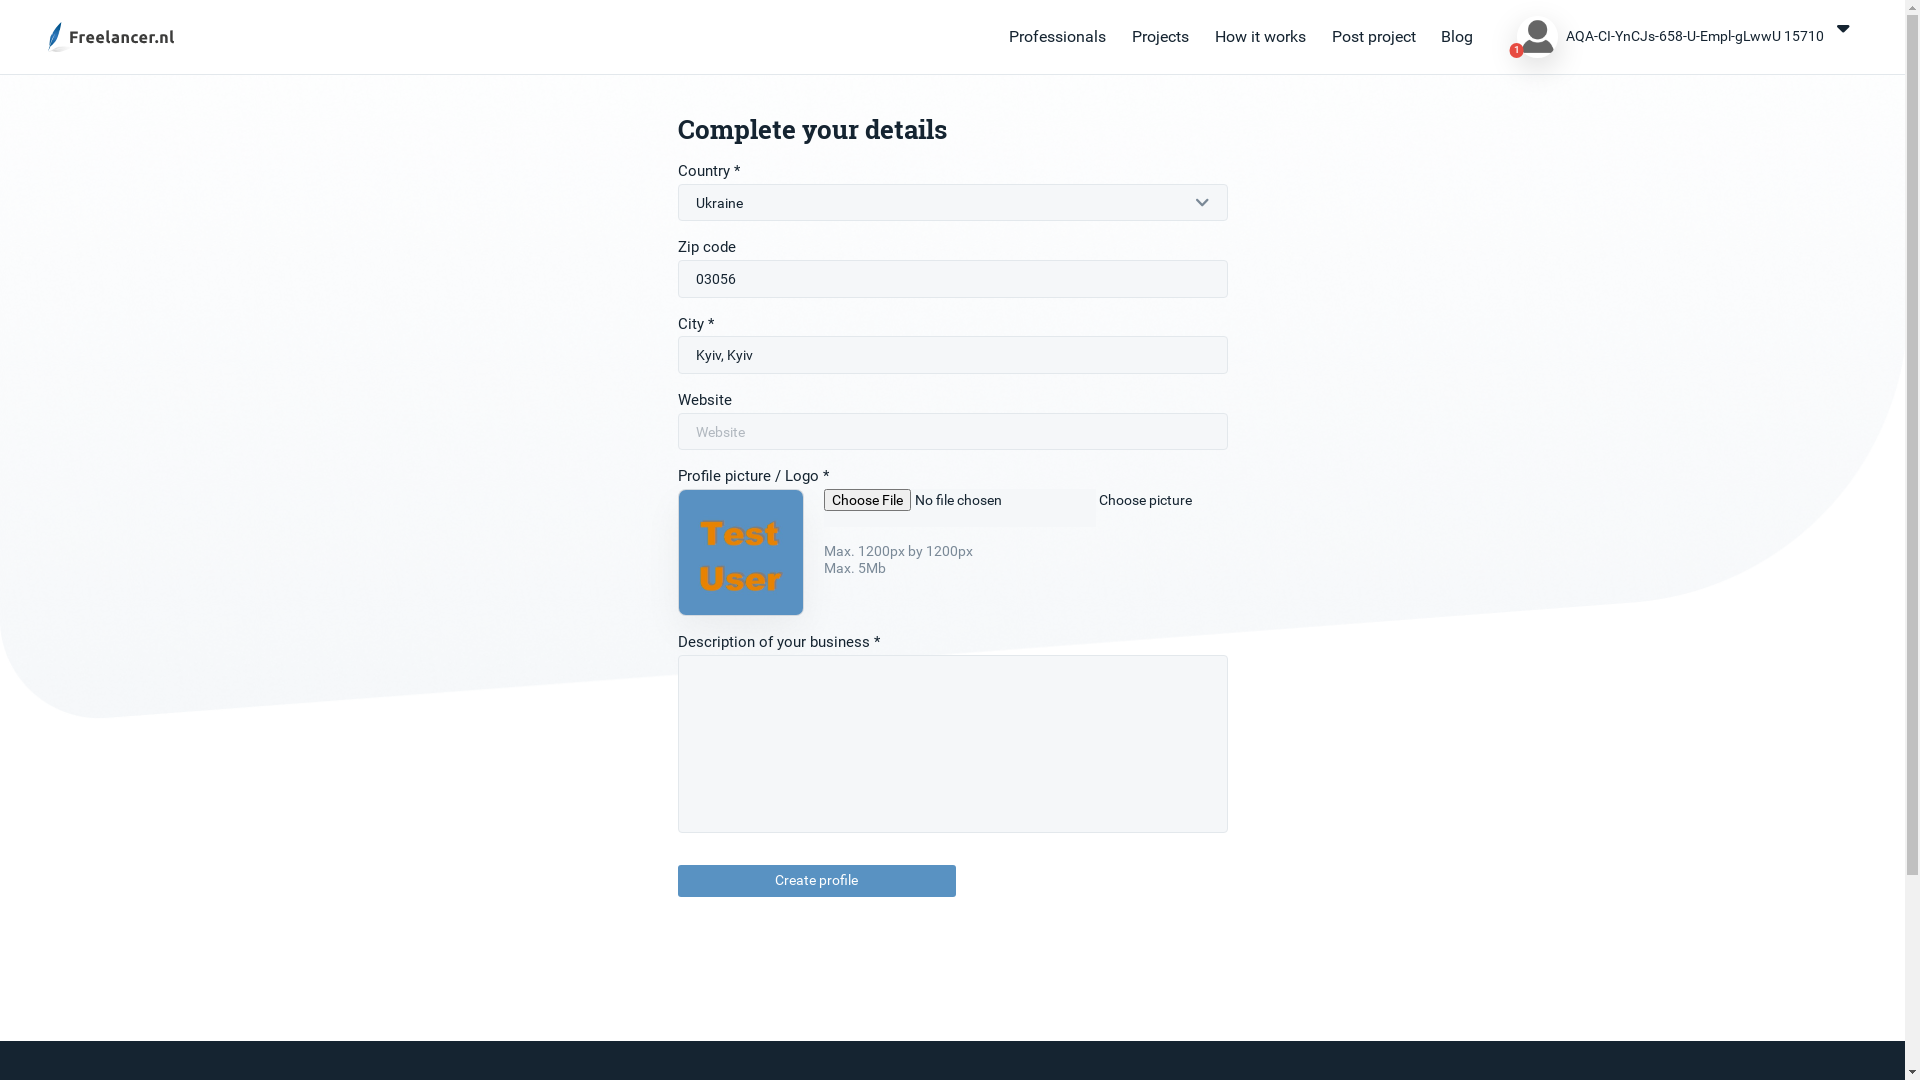 Freelancer.nl
Professionals Projects How it works Post project Blog 1 AQA-CI-YnCJs-658-U-Empl-gLwwU 15710
Complete your details
Country *
Ukraine
Zip code
03056
City *
Kyiv, Kyiv
Website
Website
Profile picture / Logo *
Choose File No file chosen Choose picture
Test
User
Max. 1200px by 1200px
Max. 5Mb
Description of your business *
Create profile